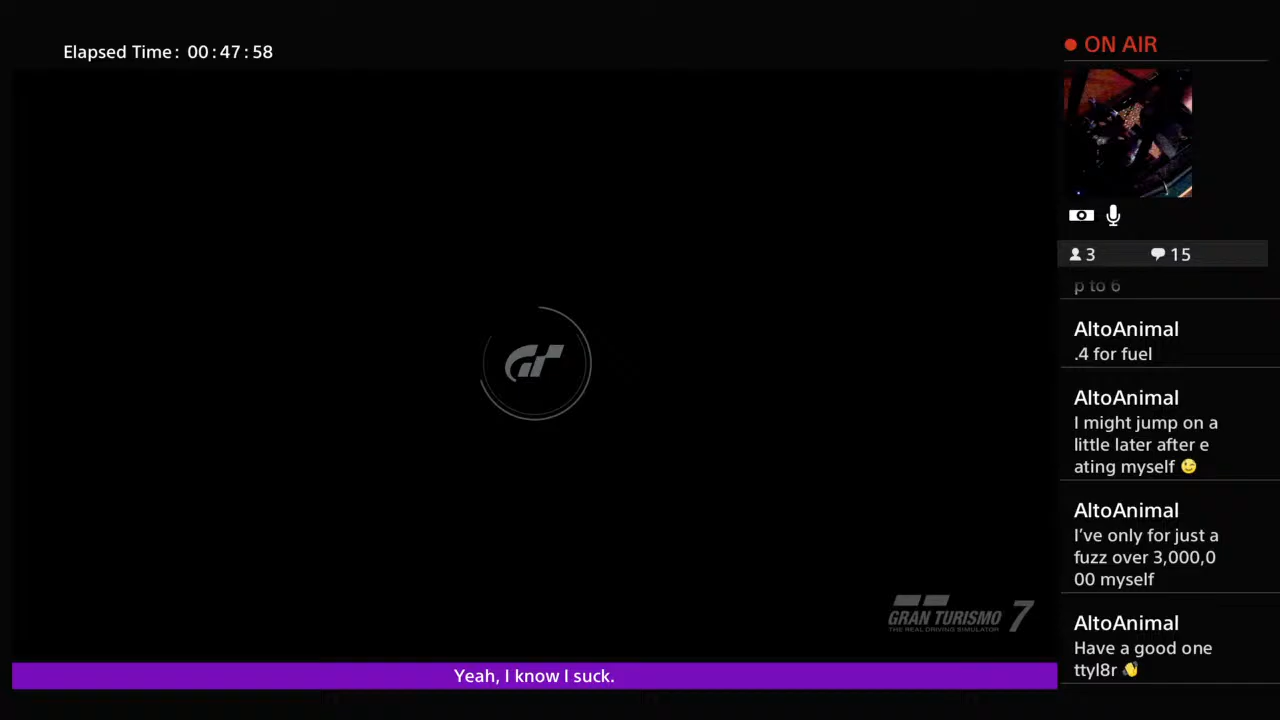 Elapsed Time: 00:47:58
ON AIR
3
15
p to 6
AltoAnimal
.4 for fuel
AltoAnimal
I might jump on a
little later after e
ating myself 😉
AltoAnimal
I've only for just a
fuzz over 3,000,0
00 myself
AltoAnimal
Have a good one
ttyl8r 👋
GT
GRAN TURISMO 7
THE REAL DRIVING SIMULATOR
Yeah, I know I suck.